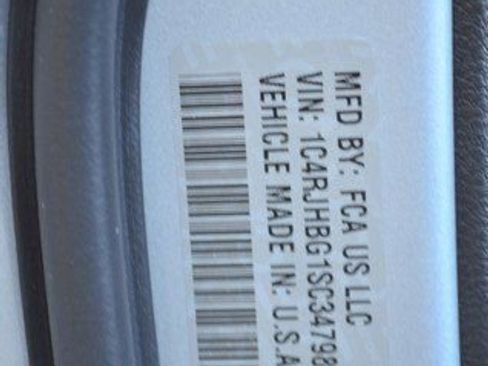 MFD BY: FCA US LLC
VIN: 1C4RJHBG1SC34798
VEHICLE MADE IN: U.S.A